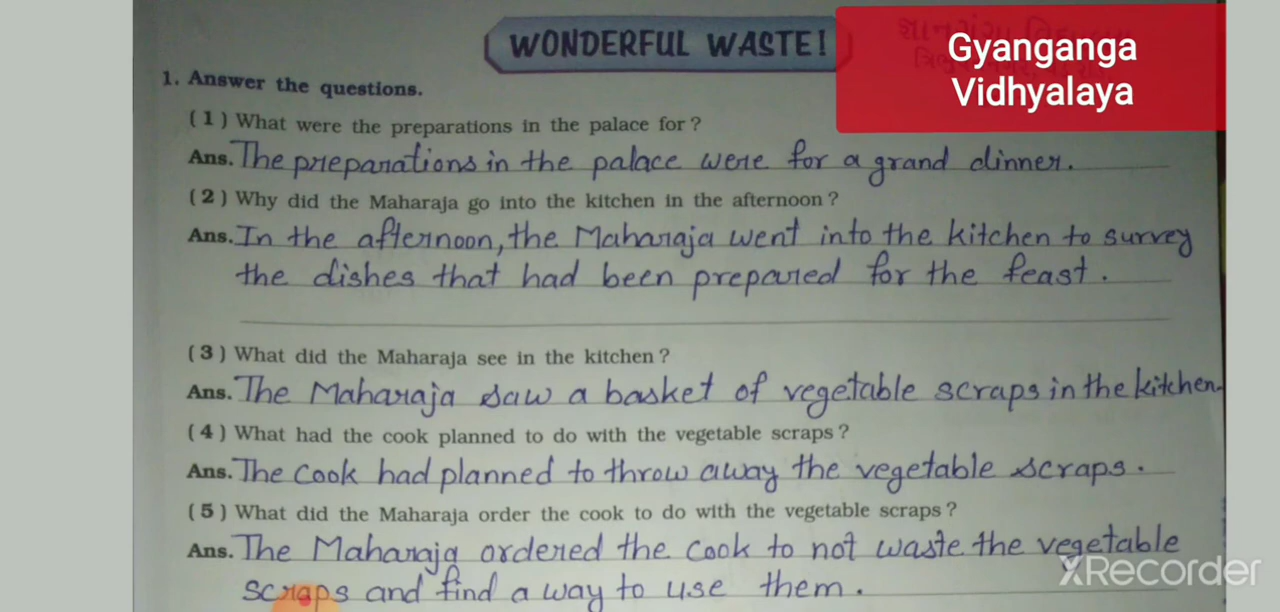 WONDERFUL WASTE!
Gyanganga
Vidhyalaya
1. Answer the questions.
(1) What were the preparations in the palace for?
Ans. The preparations in the palace were for a grand dinner.
(2) Why did the Maharaja go into the kitchen in the afternoon?
Ans. In the afternoon, the Maharaja went into the kitchen to survey
the dishes that had been prepared for the feast.
(3) What did the Maharaja see in the kitchen?
Ans. The Maharaja saw a basket of vegetable scraps in the kitchen.
(4) What had the cook planned to do with the vegetable scraps?
Ans. The cook had planned to throw away the vegetable scraps.
(5) What did the Maharaja order the cook to do with the vegetable scraps?
Ans. The Maharaja ordered the cook to not waste the vegetable
scraps and find a way to use them.
XRecorder